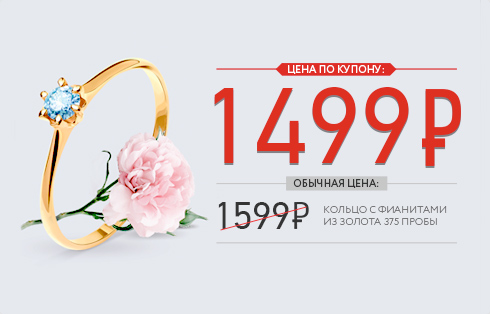 ЦЕНА ПО КУПОНУ:
1499₽
ОБЫЧНАЯ ЦЕНА:
1599₽
КОЛЬЦО С ФИАНИТАМИ
ИЗ ЗОЛОТА 375 ПРОБЫ